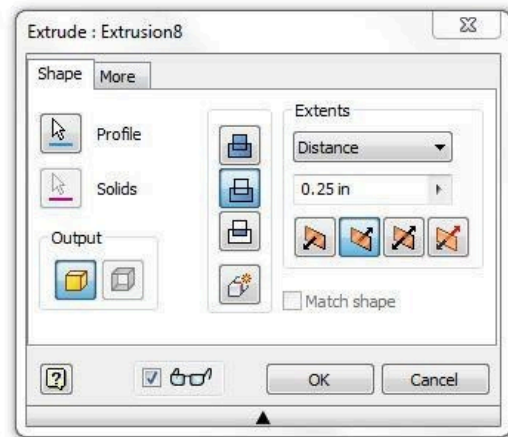 Extrude : Extrusion8
Shape More
Profile
Solids
Output
Extents
Distance
0.25 in
Match shape
?
OK Cancel